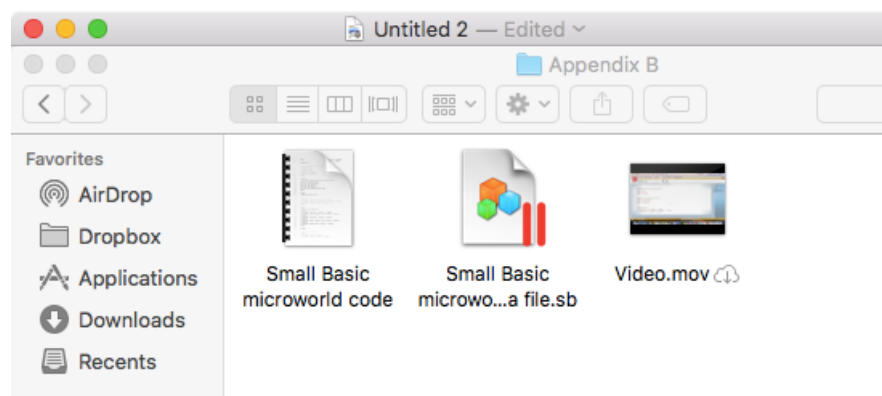 Untitled 2 — Edited
Appendix B
Favorites
AirDrop
Dropbox
Applications
Downloads
Recents
Small Basic
microworld code
Small Basic
microwo...a file.sb
Video.mov